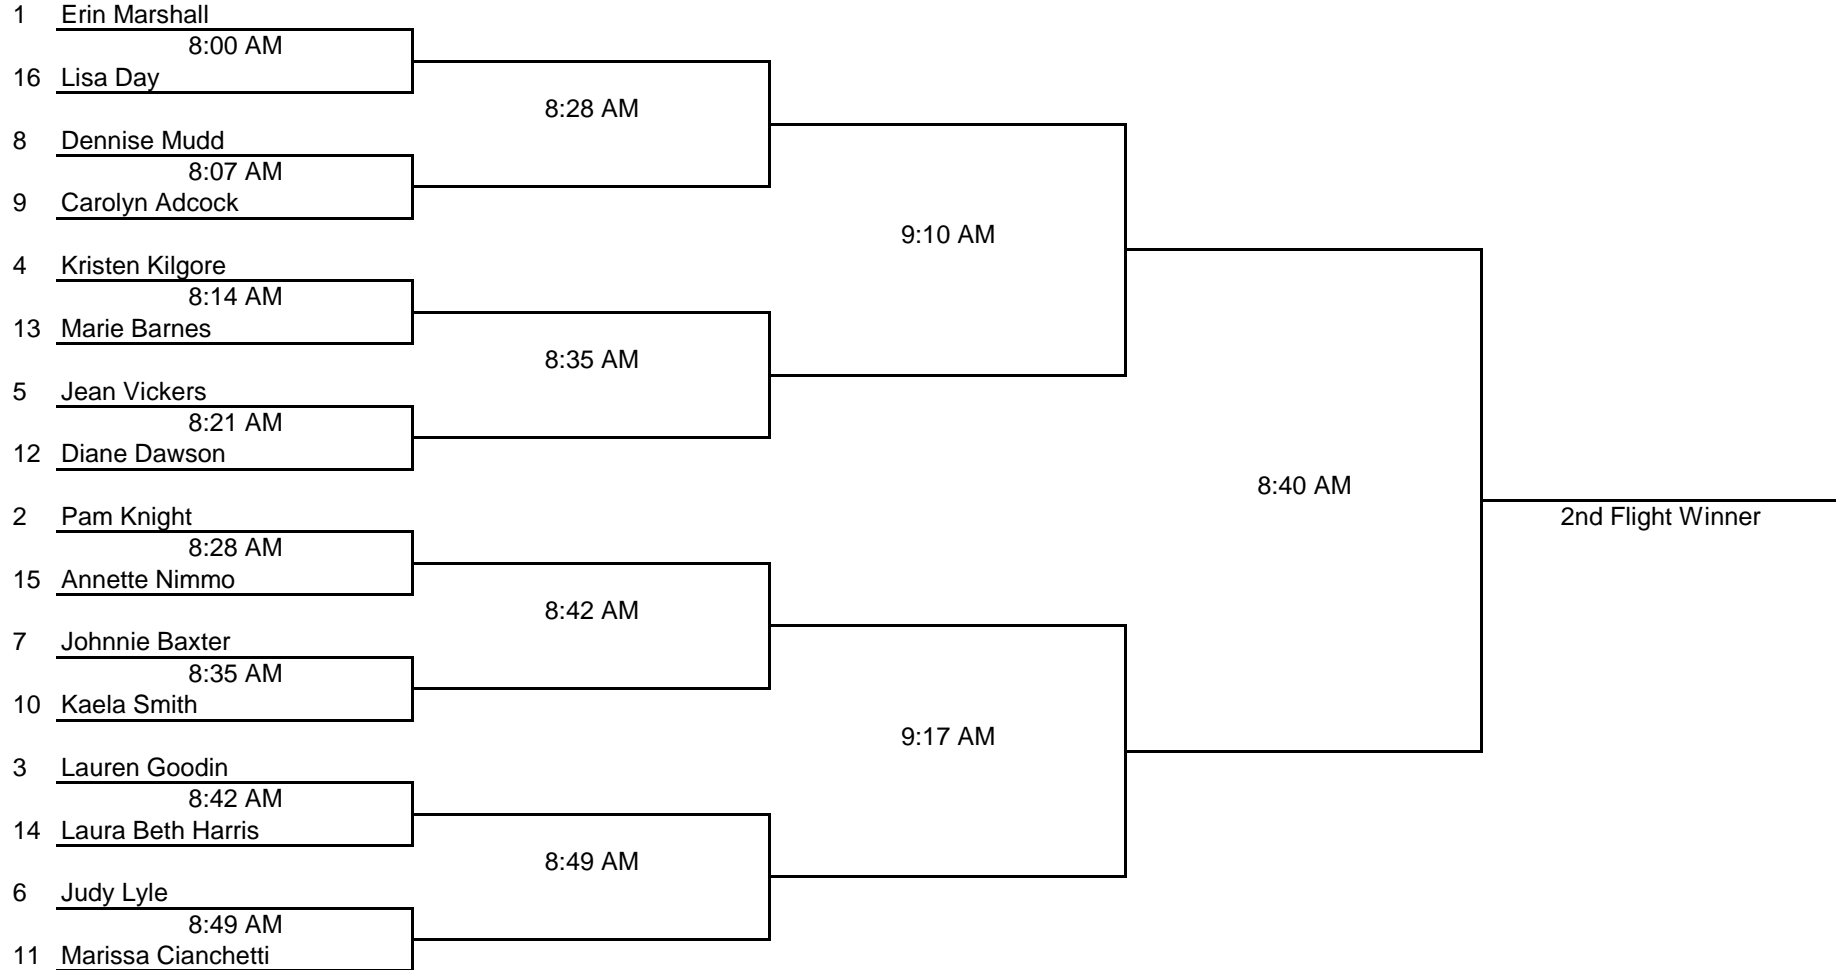 1 Erin Marshall
8:00 AM
16 Lisa Day
8:28 AM
8 Dennise Mudd
8:07 AM
9 Carolyn Adcock
9:10 AM
4 Kristen Kilgore
8:14 AM
13 Marie Barnes
8:35 AM
5 Jean Vickers
8:21 AM
12 Diane Dawson
8:40 AM
2 Pam Knight
2nd Flight Winner
8:28 AM
15 Annette Nimmo
8:42 AM
7 Johnnie Baxter
8:35 AM
10 Kaela Smith
9:17 AM
3 Lauren Goodin
8:42 AM
14 Laura Beth Harris
8:49 AM
6 Judy Lyle
8:49 AM
11 Marissa Cianchetti